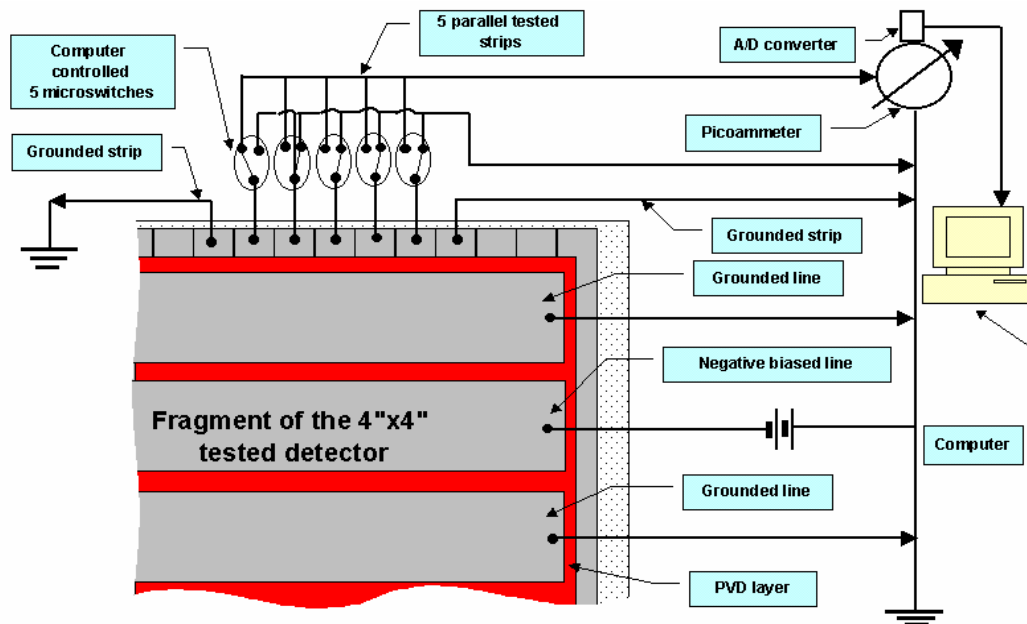 5 parallel tested
strips
A/D converter
Computer
controlled
5 microswitches
Picoammeter
Grounded strip
Grounded strip
Grounded line
Negative biased line
Fragment of the 4"x4"
tested detector
Computer
Grounded line
PVD layer